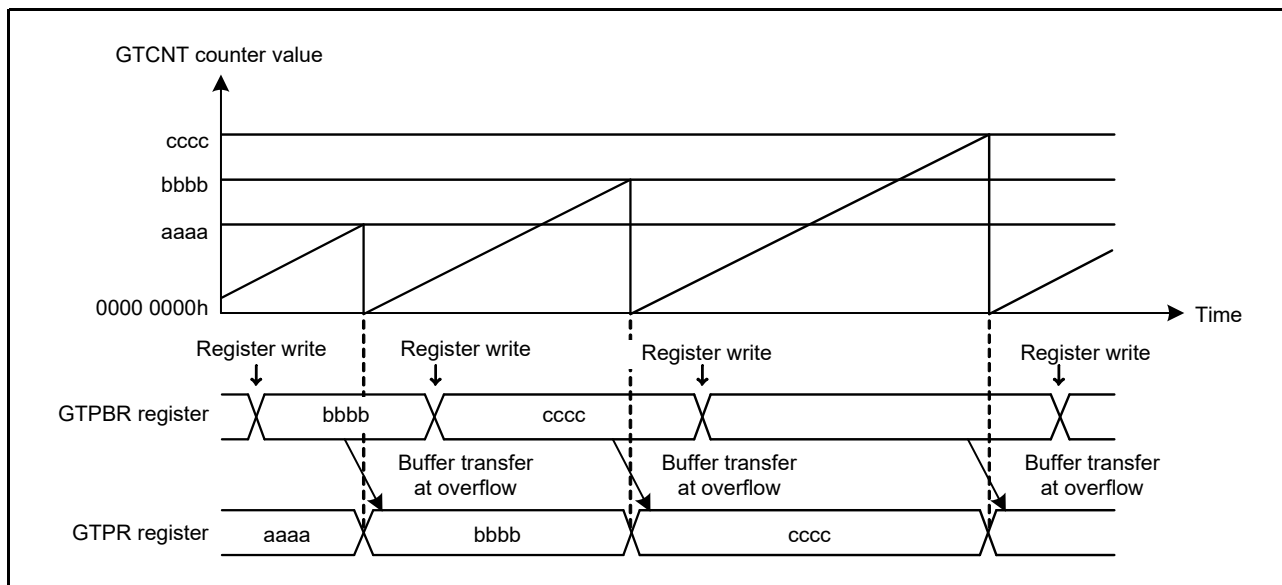 GTCNT counter value
cccc
bbbb
aaaa
0000 0000h
Time
Register write
Register write
Register write
Register write
GTPBR register
bbbb
cccc
Buffer transfer
at overflow
Buffer transfer
at overflow
Buffer transfer
at overflow
GTPR register
aaaa
bbbb
cccc